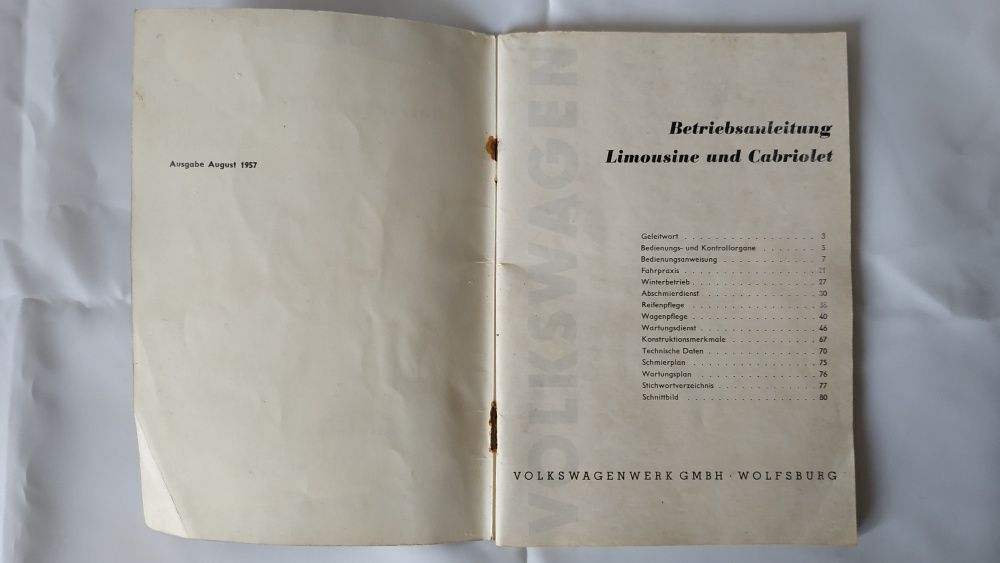 Ausgabe August 1957
VOLKSWAGEN
Betriebsanleitung
Limousine und Cabriolet
Geleitwort . . . . . . . . . . . . . . . . . 3
Bedienungs- und Kontrollorgane . . . . . . . 5
Bedienungsanweisung . . . . . . . . . . . . 7
Fahrpraxis . . . . . . . . . . . . . . . . . 21
Winterbetrieb . . . . . . . . . . . . . . . . 27
Abschmierdienst . . . . . . . . . . . . . . 30
Reifenpflege . . . . . . . . . . . . . . . .
Wagenpflege . . . . . . . . . . . . . . . . 40
Wartungsdienst . . . . . . . . . . . . . . . 46
Konstruktionsmerkmale . . . . . . . . . . . 67
Technische Daten . . . . . . . . . . . . . . 70
Schmierplan . . . . . . . . . . . . . . . . 75
Wartungsplan . . . . . . . . . . . . . . . . 76
Stichwortverzeichnis . . . . . . . . . . . . 77
Schnittbild . . . . . . . . . . . . . . . . . 80
VOLKSWAGENWERK GMBH · WOLFSBURG